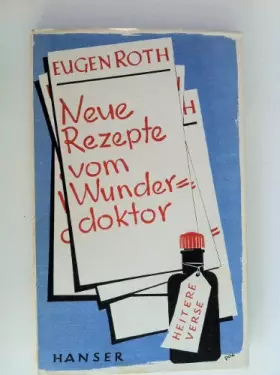 EUGEN ROTH
Neue
Rezepte
vom
Wunder=
doktor
H
HEITERE
VERSE
HANSER